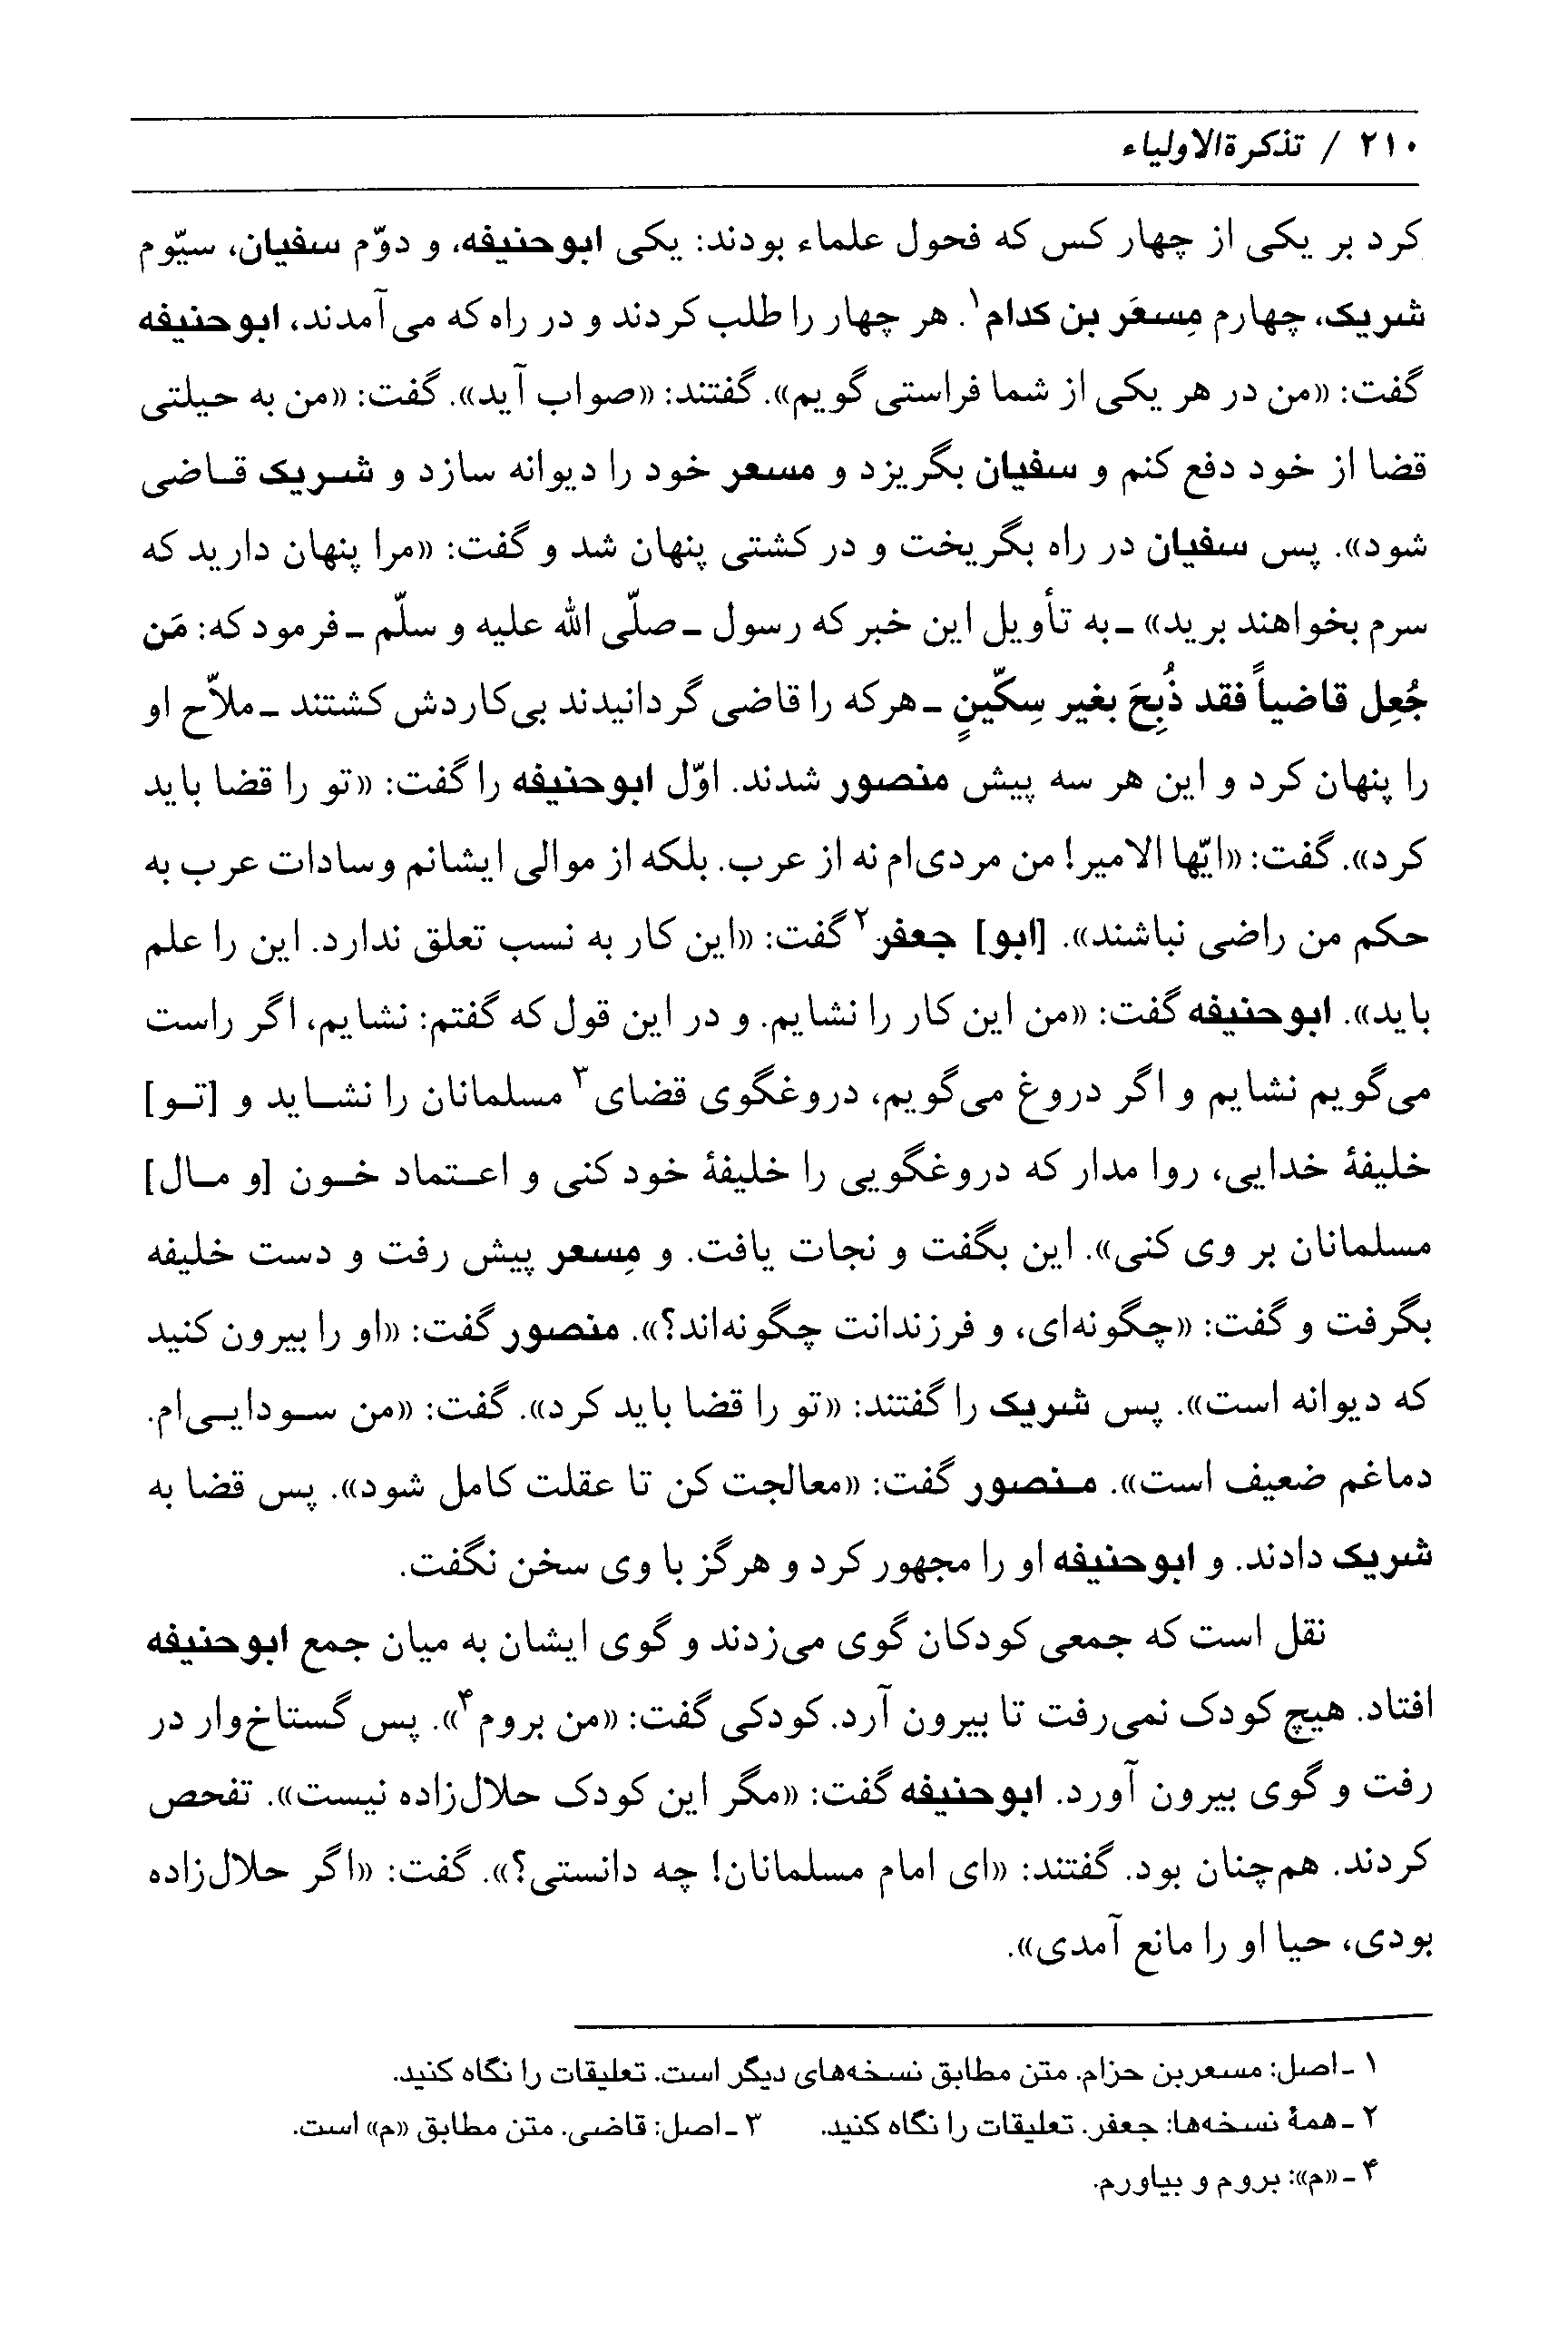 ۲۱۰ / تذکرة‌الاولیاء
کرد بر یکی از چهار کس که فحول علماء بودند: یکی ابوحنیفه، و دوّم سفیان، سیّوم
شریک، چهارم مِسعَر بن کدام۱. هر چهار را طلب کردند و در راه که می‌آمدند، ابوحنیفه
گفت: «من در هر یکی از شما فراستی گویم». گفتند: «صواب آید». گفت: «من به حیلتی
قضا از خود دفع کنم و سفیان بگریزد و مسعر خود را دیوانه سازد و شریک قاضی
شود». پس سفیان در راه بگریخت و در کشتی پنهان شد و گفت: «مرا پنهان دارید که
سرم بخواهند برید» ـ به تأویل این خبر که رسول ـ صلّی الله علیه و سلّم ـ فرمود که: مَن
جُعِل قاضیاً فقد ذُبِحَ بغیر سِکّینٍ ـ هرکه را قاضی گردانیدند بی‌کاردش کشتند ـ ملاّح او
را پنهان کرد و این هر سه پیش منصور شدند. اوّل ابوحنیفه را گفت: «تو را قضا باید
کرد». گفت: «ایّها الامیر! من مردی‌ام نه از عرب. بلکه از موالی ایشانم و سادات عرب به
حکم من راضی نباشند». [ابو] جعفر۲ گفت: «این کار به نسب تعلق ندارد. این را علم
باید». ابوحنیفه گفت: «من این کار را نشایم. و در این قول که گفتم: نشایم، اگر راست
می‌گویم نشایم و اگر دروغ می‌گویم، دروغگوی قضای۳ مسلمانان را نشاید و [تو]
خلیفهٔ خدایی، روا مدار که دروغگویی را خلیفهٔ خود کنی و اعتماد خون [و مال]
مسلمانان بر وی کنی». این بگفت و نجات یافت. و مِسعر پیش رفت و دست خلیفه
بگرفت و گفت: «چگونه‌ای، و فرزندانت چگونه‌اند؟». منصور گفت: «او را بیرون کنید
که دیوانه است». پس شریک را گفتند: «تو را قضا باید کرد». گفت: «من سودایی‌ام.
دماغم ضعیف است». منصور گفت: «معالجت کن تا عقلت کامل شود». پس قضا به
شریک دادند. و ابوحنیفه او را مجهور کرد و هرگز با وی سخن نگفت.
نقل است که جمعی کودکان گوی می‌زدند و گوی ایشان به میان جمع ابوحنیفه
افتاد. هیچ کودک نمی‌رفت تا بیرون آرد. کودکی گفت: «من بروم۴». پس گستاخ‌وار در
رفت و گوی بیرون آورد. ابوحنیفه گفت: «مگر این کودک حلال‌زاده نیست». تفحص
کردند. هم‌چنان بود. گفتند: «ای امام مسلمانان! چه دانستی؟». گفت: «اگر حلال‌زاده
بودی، حیا او را مانع آمدی».
۱ ـ اصل: مسعربن حزام. متن مطابق نسخه‌های دیگر است. تعلیقات را نگاه کنید.
۲ ـ همهٔ نسخه‌ها: جعفر. تعلیقات را نگاه کنید. ۳ ـ اصل: قاضی. متن مطابق «م» است.
۴ ـ «م»: بروم و بیاورم.